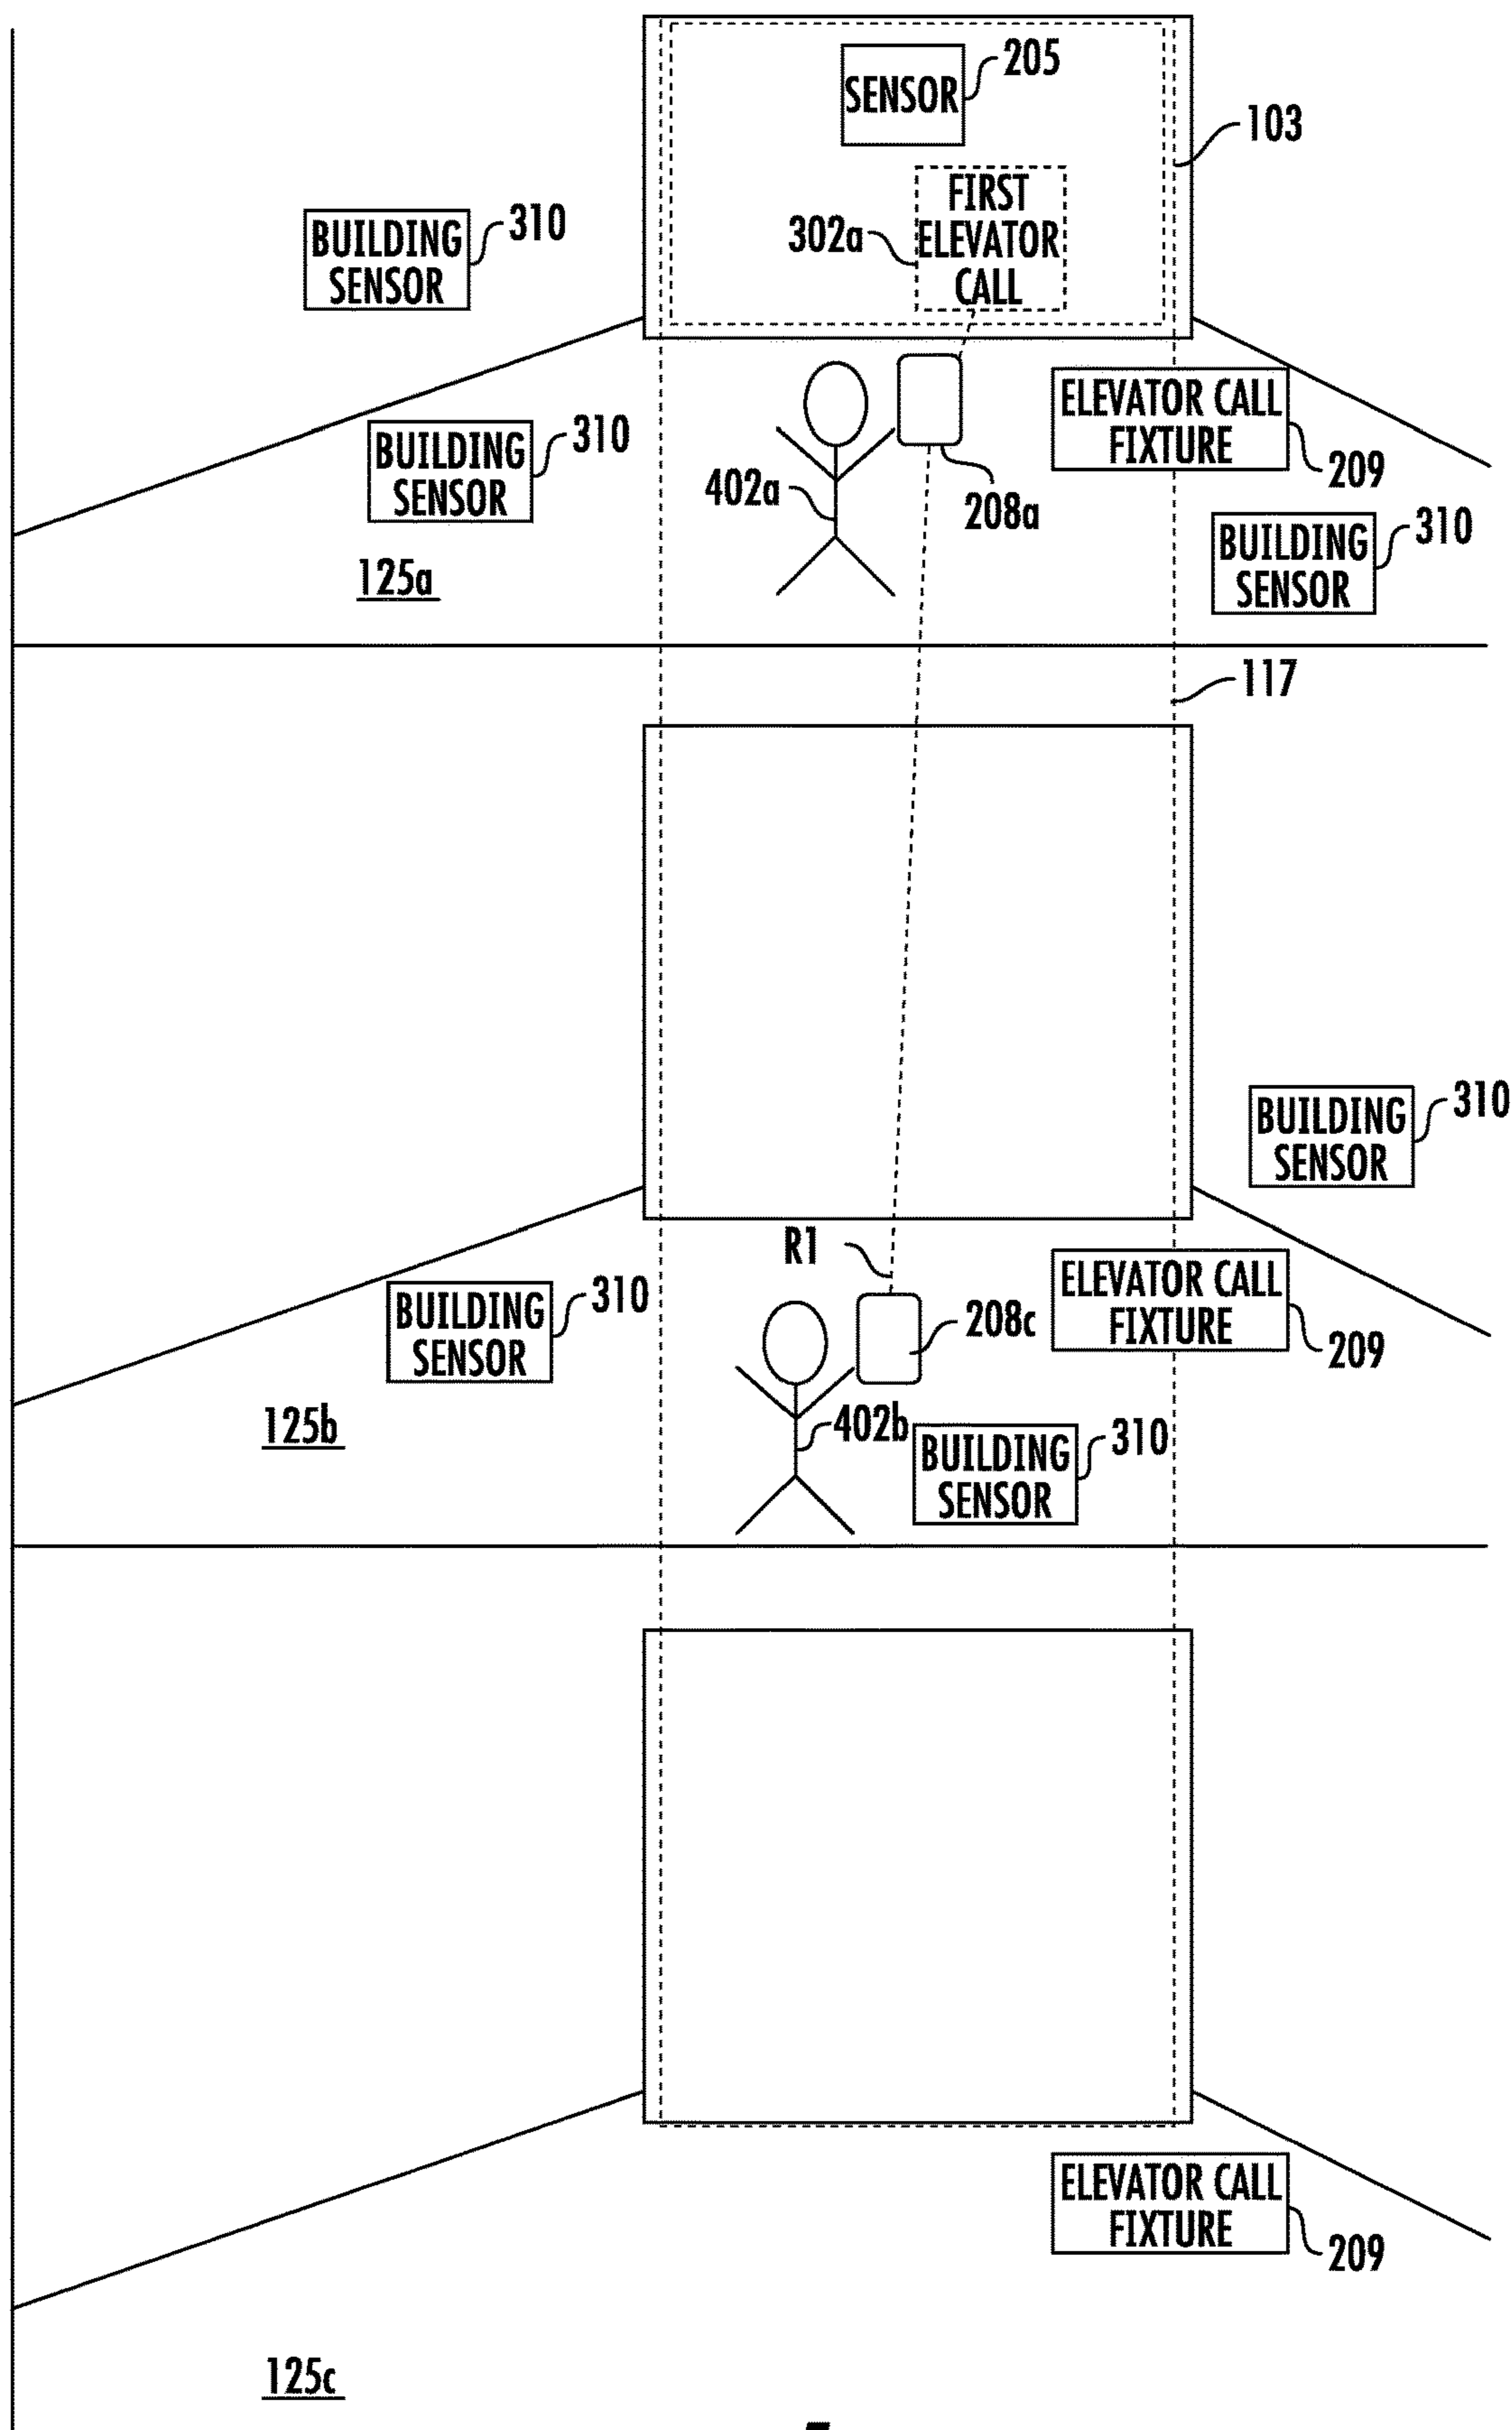 SENSOR
205
103
FIRST
ELEVATOR
CALL
302a
BUILDING
SENSOR
310
BUILDING
SENSOR
310
ELEVATOR CALL
FIXTURE
209
402a
208a
BUILDING
SENSOR
310
125a
117
BUILDING
SENSOR
310
R1
ELEVATOR CALL
FIXTURE
209
BUILDING
SENSOR
310
208c
402b
BUILDING
SENSOR
310
125b
ELEVATOR CALL
FIXTURE
209
125c